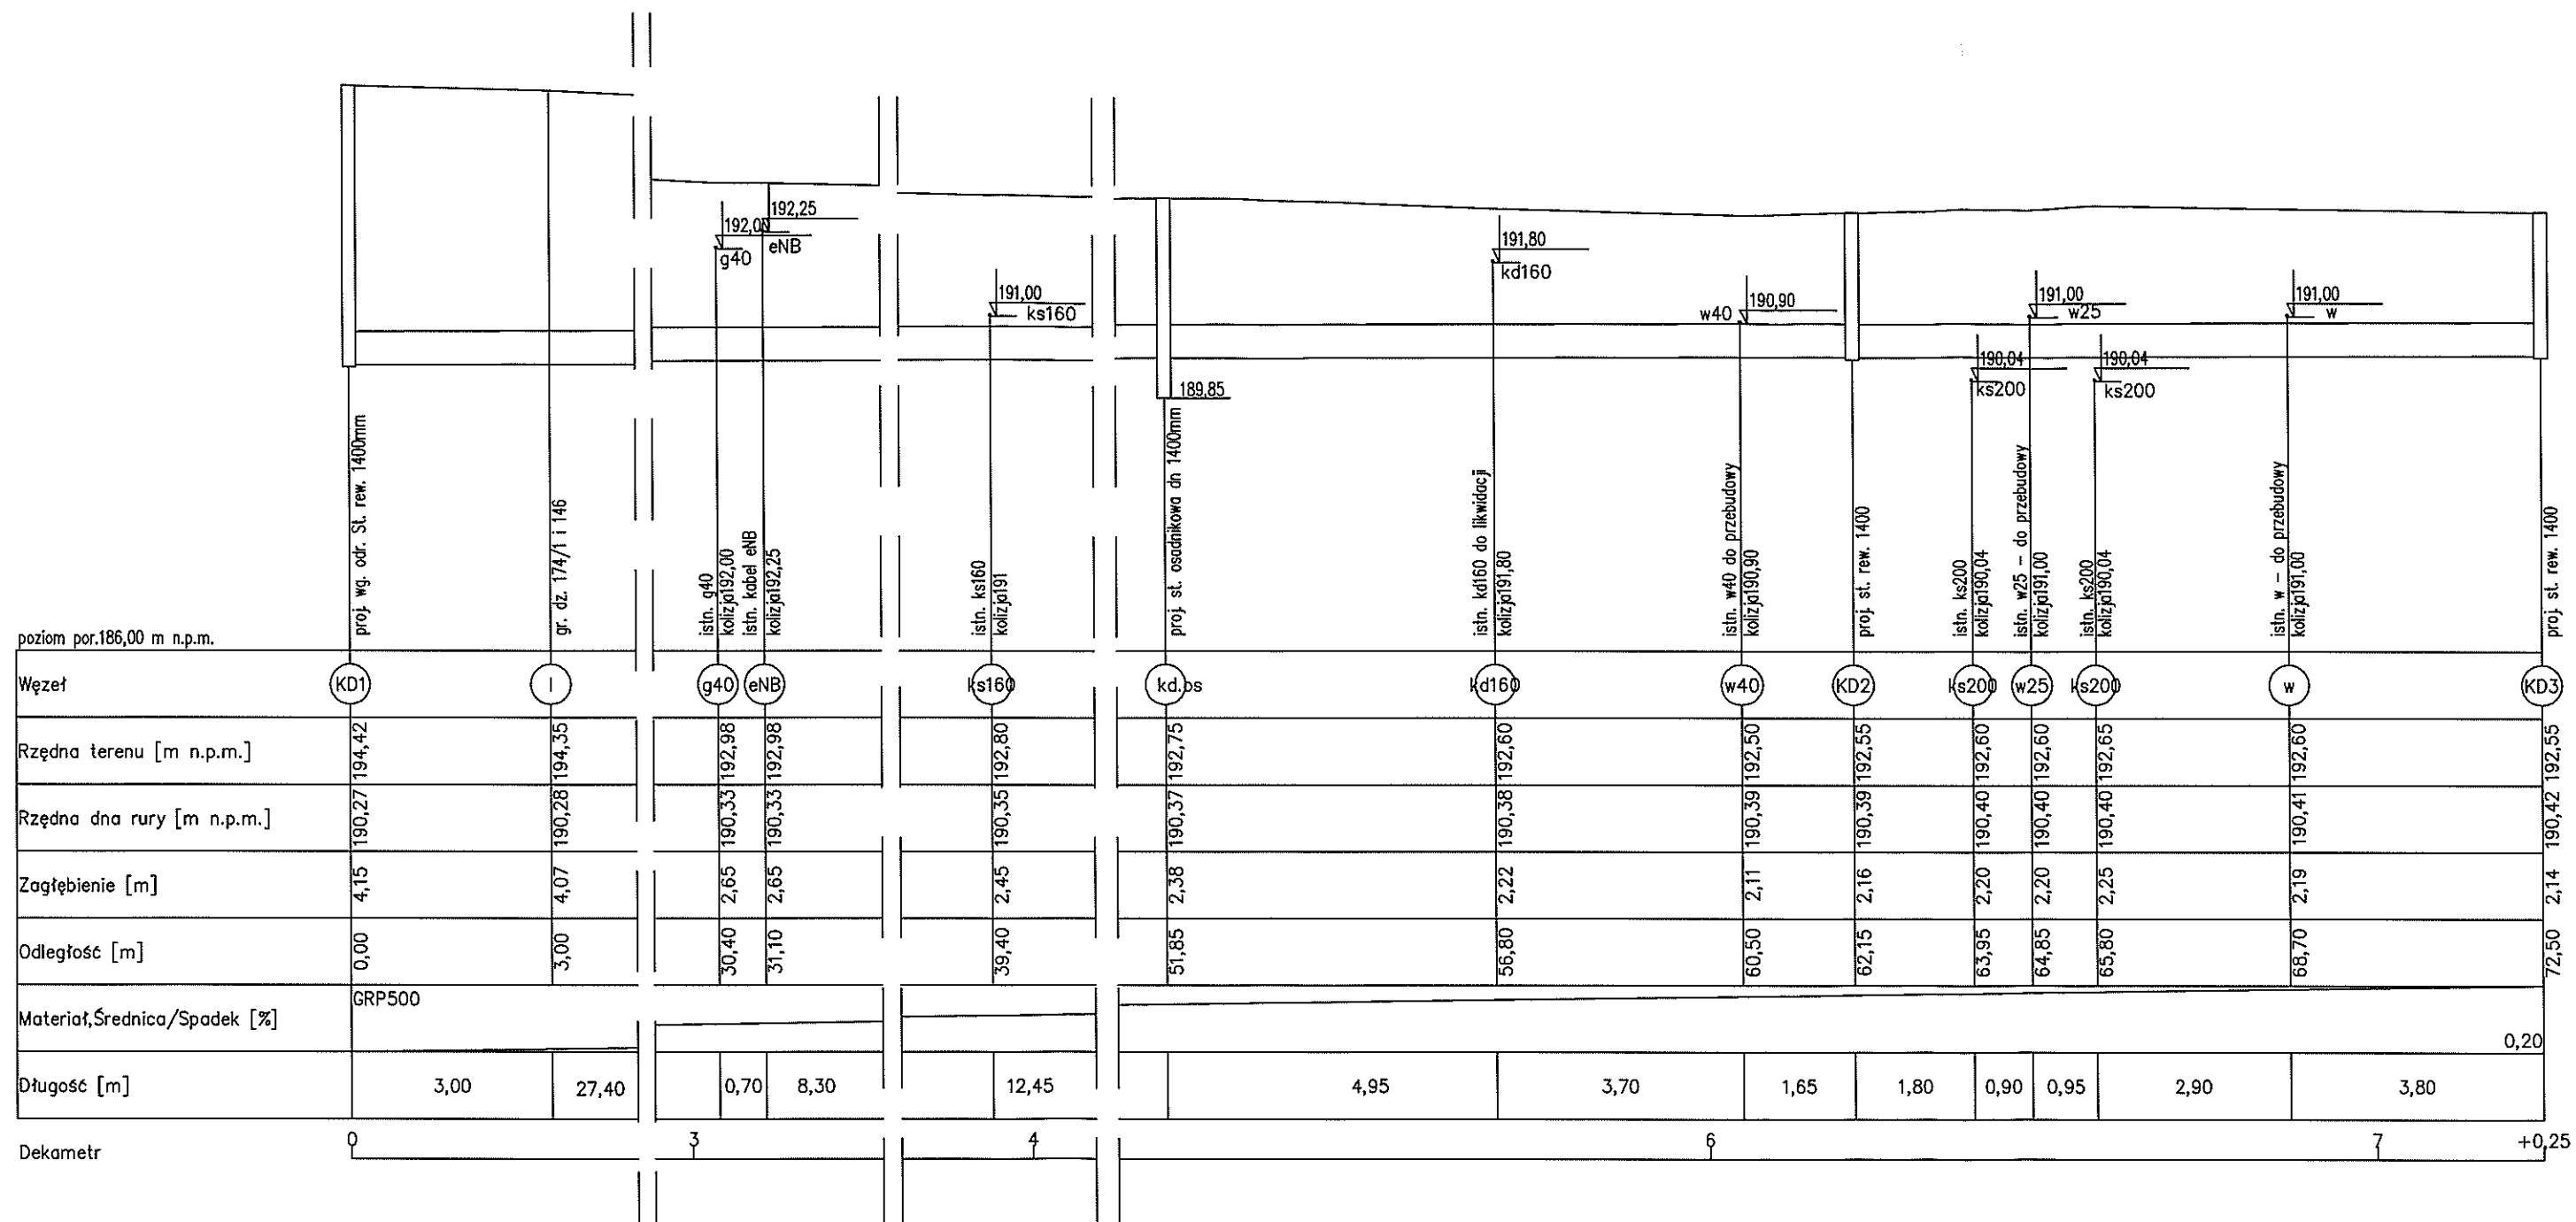 192,25
192,0
eNB
g40
191,80
kd160
191,00
ks160
190,90
w40
191,00
w25
191,00
w
190,04
ks200
190,04
ks200
189,85
proj. wg. odr. St. rew. 1400mm
gr. dz. 174/1 i 146
istn. g40
kolizja192,00
istn. kabel eNB
kolizja192,25
istn. ks160
kolizja191
proj. st. osadnikowa dn 1400mm
istn. kd160 do likwidacji
kolizja191,80
istn. w40 do przebudowy
kolizja190,90
proj. st. rew. 1400
istn. ks200
kolizja190,04
istn. w25 - do przebudowy
kolizja191,00
istn. ks200
kolizja190,04
istn. w - do przebudowy
kolizja191,00
proj. st. rew. 1400
poziom por.186,00 m n.p.m.
Węzeł KD1 I g40 eNB ks160 kd.os kd160 w40 KD2 ks200 w25 ks200 w KD3
Rzędna terenu [m n.p.m.] 194,42 194,35 192,98 192,98 192,80 192,75 192,60 192,50 192,55 192,60 192,60 192,65 192,60 192,55
Rzędna dna rury [m n.p.m.] 190,27 190,28 190,33 190,33 190,35 190,37 190,38 190,39 190,39 190,40 190,40 190,40 190,41 190,42
Zagłębienie [m] 4,15 4,07 2,65 2,65 2,45 2,38 2,22 2,11 2,16 2,20 2,20 2,25 2,19 2,14
Odległość [m] 0,00 3,00 30,40 31,10 39,40 51,85 56,80 60,50 62,15 63,95 64,85 65,80 68,70 72,50
GRP500
Materiał,Średnica/Spadek [%]
0,20
Długość [m] 3,00 27,40 0,70 8,30 12,45 4,95 3,70 1,65 1,80 0,90 0,95 2,90 3,80
Dekametr 0 3 4 6 7 +0,25